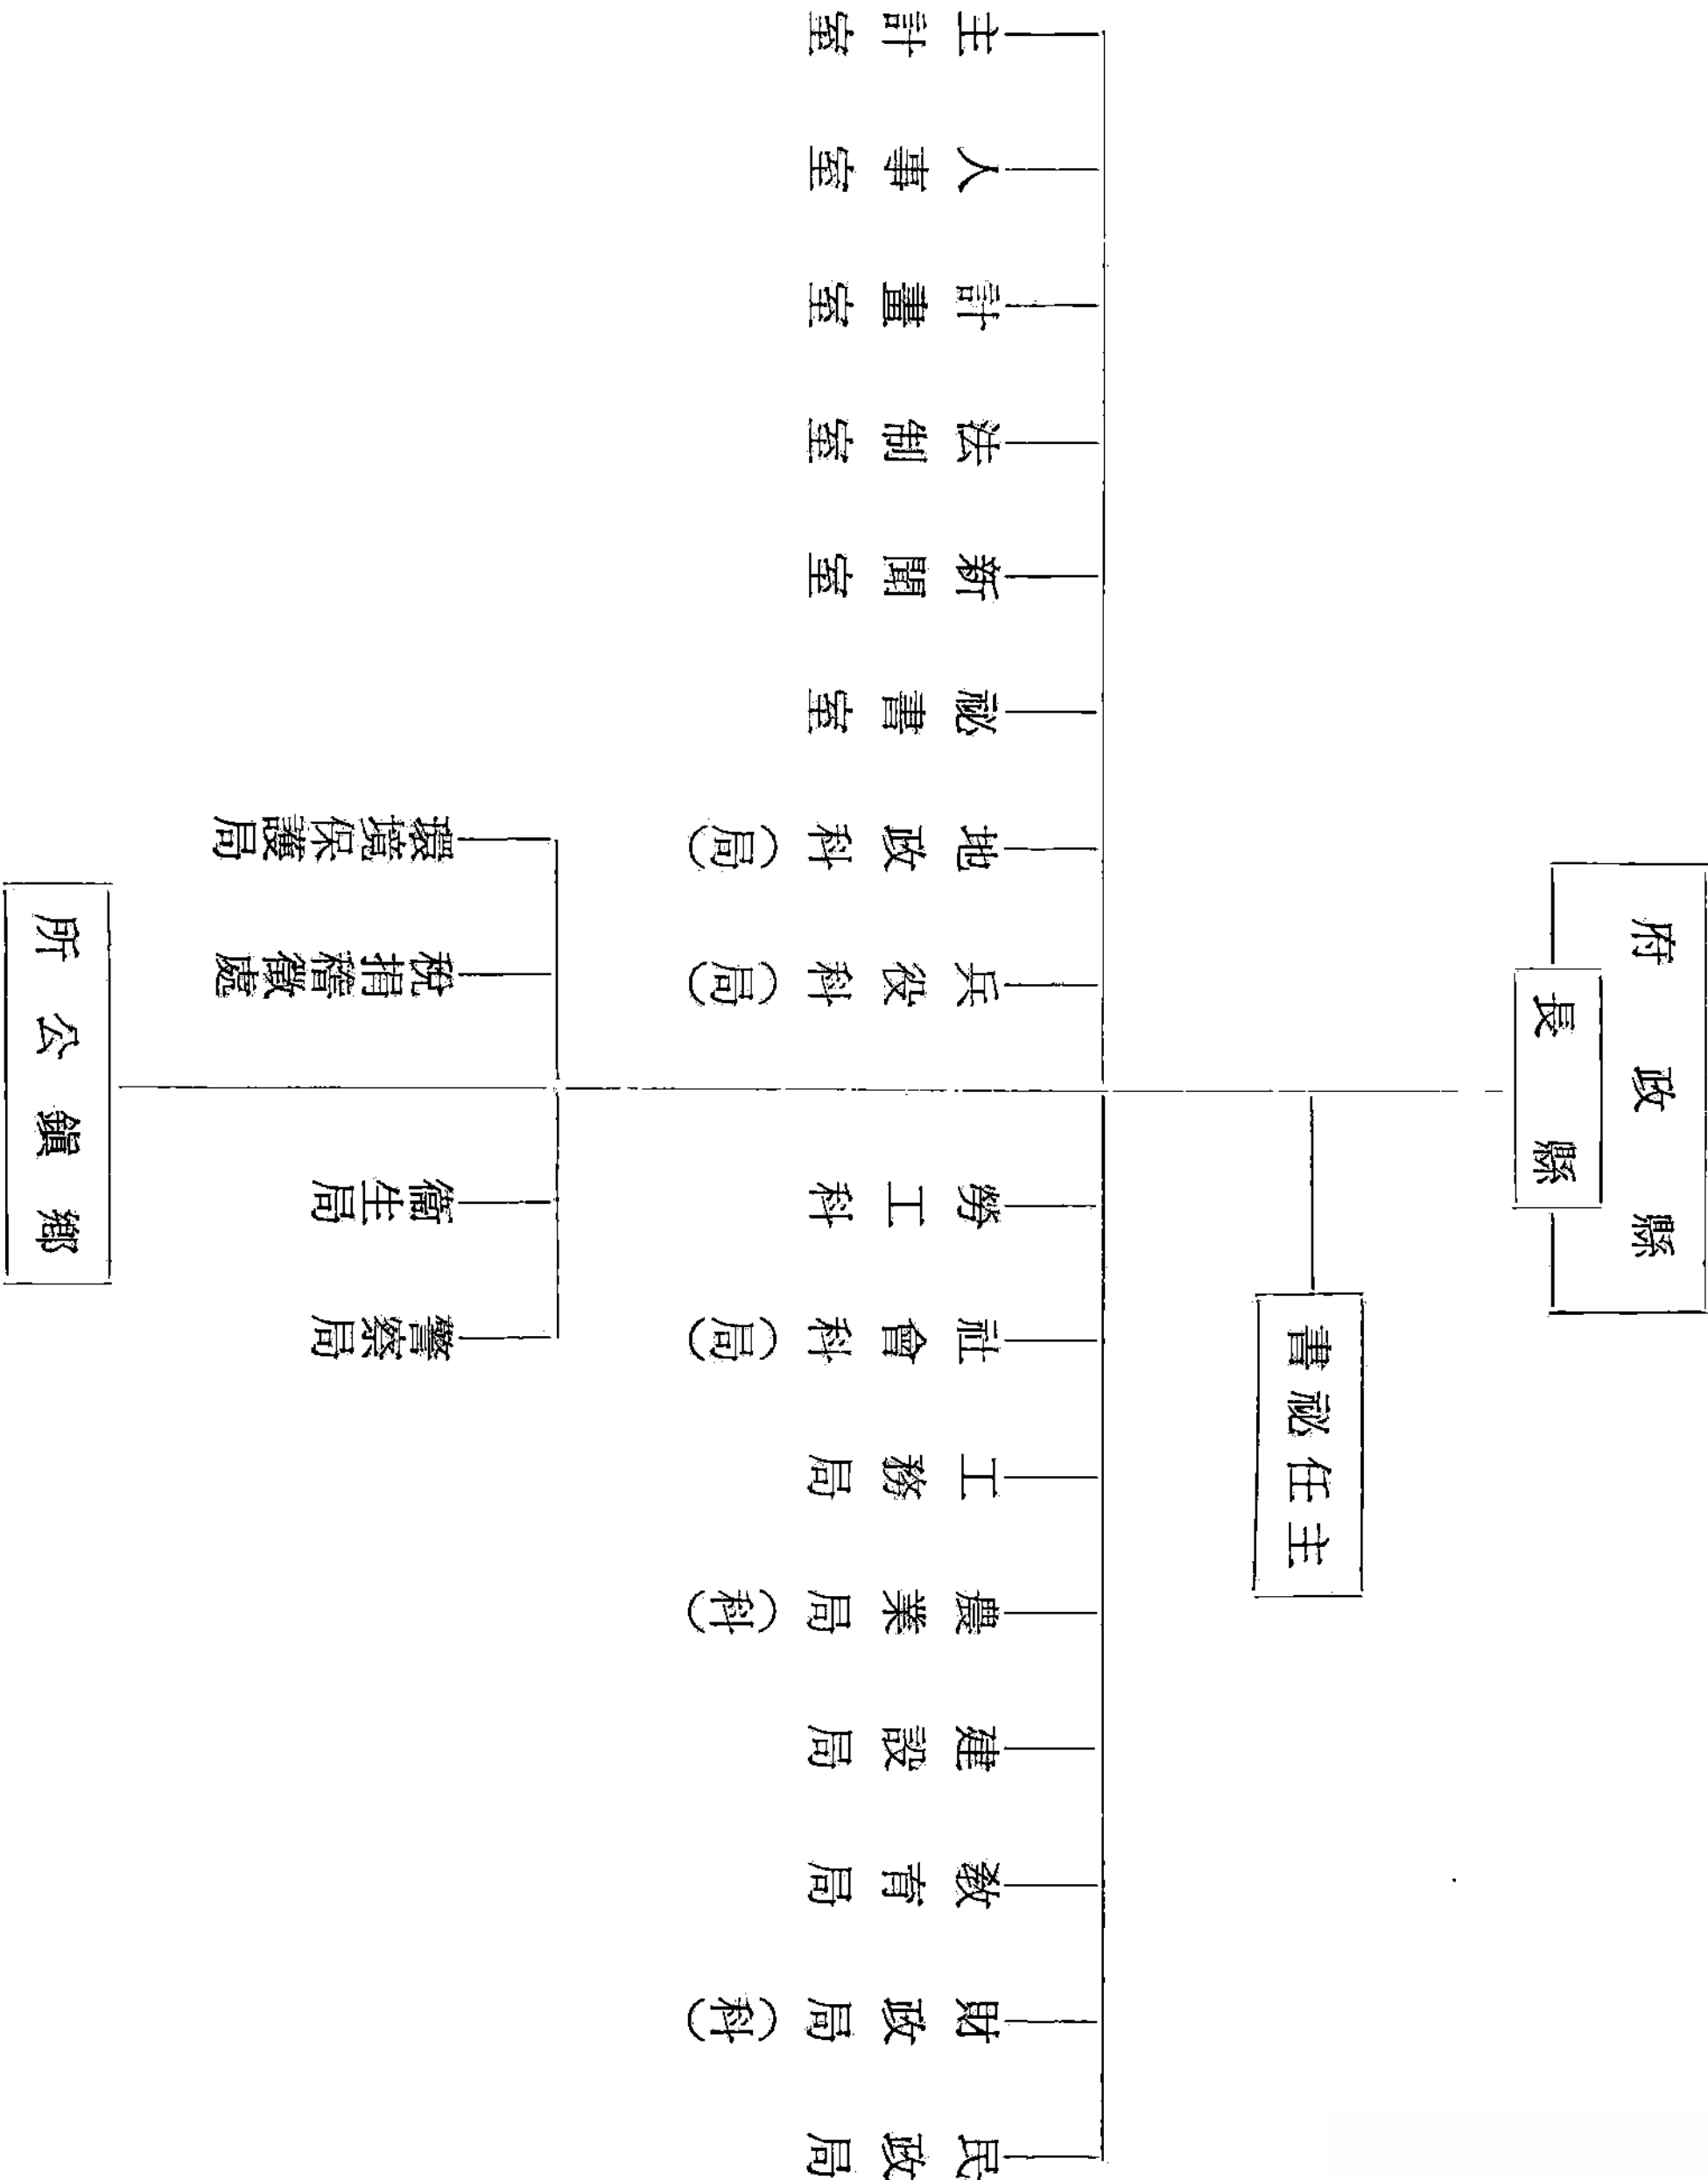 縣政府
縣長
主任祕書
民政局
財政局(科)
教育局
建設局
農業局(科)
工務局
社會科(局)
勞工科
兵役科(局)
地政科(局)
祕書室
新聞室
法制室
計畫室
人事室
主計室
警察局
衞生局
稅捐稽徵處
環境保護局
鄉鎮公所